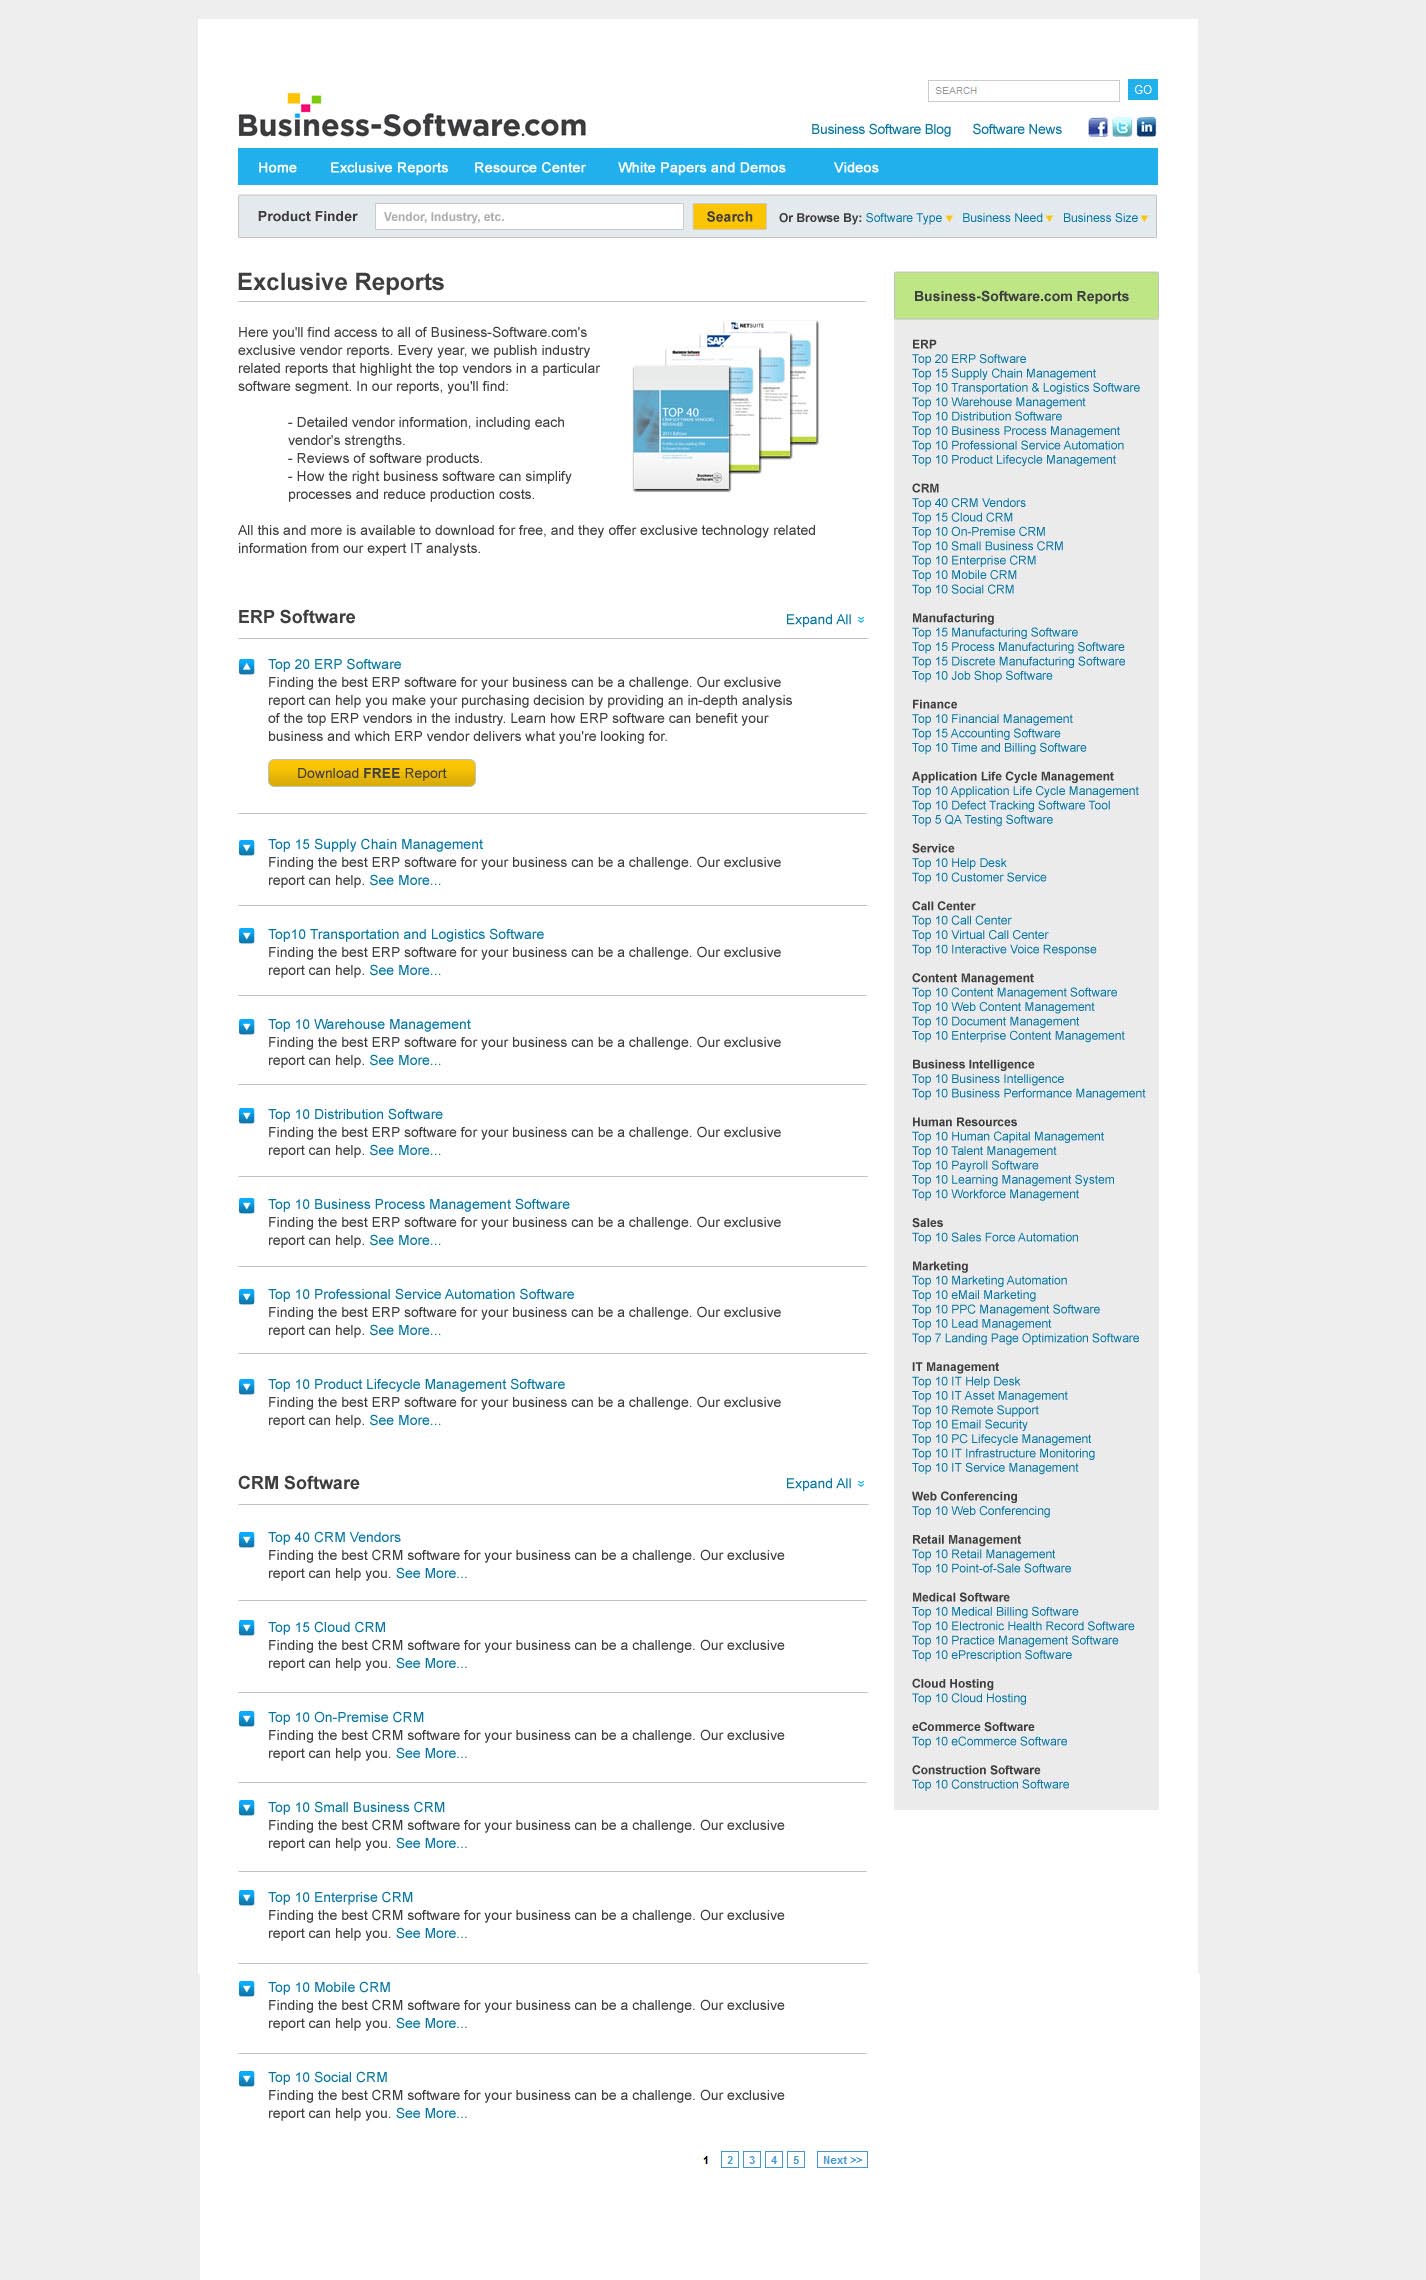 SEARCH
GO
Business-Software.com
Business Software Blog
Software News
Home
Exclusive Reports
Resource Center
White Papers and Demos
Videos
Product Finder
Vendor, Industry, etc.
Search
Or Browse By: Software Type
Business Need
Business Size
Exclusive Reports
Here you'll find access to all of Business-Software.com's
exclusive vendor reports. Every year, we publish industry
related reports that highlight the top vendors in a particular
software segment. In our reports, you'll find:
- Detailed vendor information, including each
vendor's strengths.
- Reviews of software products.
- How the right business software can simplify
processes and reduce production costs.
NETSUITE
SAP
TOP 40
Business
Software
All this and more is available to download for free, and they offer exclusive technology related
information from our expert IT analysts.
ERP Software
Expand All
Top 20 ERP Software
Finding the best ERP software for your business can be a challenge. Our exclusive
report can help you make your purchasing decision by providing an in-depth analysis
of the top ERP vendors in the industry. Learn how ERP software can benefit your
business and which ERP vendor delivers what you're looking for.
Download FREE Report
Top 15 Supply Chain Management
Finding the best ERP software for your business can be a challenge. Our exclusive
report can help. See More...
Top10 Transportation and Logistics Software
Finding the best ERP software for your business can be a challenge. Our exclusive
report can help. See More...
Top 10 Warehouse Management
Finding the best ERP software for your business can be a challenge. Our exclusive
report can help. See More...
Top 10 Distribution Software
Finding the best ERP software for your business can be a challenge. Our exclusive
report can help. See More...
Top 10 Business Process Management Software
Finding the best ERP software for your business can be a challenge. Our exclusive
report can help. See More...
Top 10 Professional Service Automation Software
Finding the best ERP software for your business can be a challenge. Our exclusive
report can help. See More...
Top 10 Product Lifecycle Management Software
Finding the best ERP software for your business can be a challenge. Our exclusive
report can help. See More...
CRM Software
Expand All
Top 40 CRM Vendors
Finding the best CRM software for your business can be a challenge. Our exclusive
report can help you. See More...
Top 15 Cloud CRM
Finding the best CRM software for your business can be a challenge. Our exclusive
report can help you. See More...
Top 10 On-Premise CRM
Finding the best CRM software for your business can be a challenge. Our exclusive
report can help you. See More...
Top 10 Small Business CRM
Finding the best CRM software for your business can be a challenge. Our exclusive
report can help you. See More...
Top 10 Enterprise CRM
Finding the best CRM software for your business can be a challenge. Our exclusive
report can help you. See More...
Top 10 Mobile CRM
Finding the best CRM software for your business can be a challenge. Our exclusive
report can help you. See More...
Top 10 Social CRM
Finding the best CRM software for your business can be a challenge. Our exclusive
report can help you. See More...
1 2 3 4 5 Next >>
Business-Software.com Reports
ERP
Top 20 ERP Software
Top 15 Supply Chain Management
Top 10 Transportation & Logistics Software
Top 10 Warehouse Management
Top 10 Distribution Software
Top 10 Business Process Management
Top 10 Professional Service Automation
Top 10 Product Lifecycle Management
CRM
Top 40 CRM Vendors
Top 15 Cloud CRM
Top 10 On-Premise CRM
Top 10 Small Business CRM
Top 10 Enterprise CRM
Top 10 Mobile CRM
Top 10 Social CRM
Manufacturing
Top 15 Manufacturing Software
Top 15 Process Manufacturing Software
Top 15 Discrete Manufacturing Software
Top 10 Job Shop Software
Finance
Top 10 Financial Management
Top 15 Accounting Software
Top 10 Time and Billing Software
Application Life Cycle Management
Top 10 Application Life Cycle Management
Top 10 Defect Tracking Software Tool
Top 5 QA Testing Software
Service
Top 10 Help Desk
Top 10 Customer Service
Call Center
Top 10 Call Center
Top 10 Virtual Call Center
Top 10 Interactive Voice Response
Content Management
Top 10 Content Management Software
Top 10 Web Content Management
Top 10 Document Management
Top 10 Enterprise Content Management
Business Intelligence
Top 10 Business Intelligence
Top 10 Business Performance Management
Human Resources
Top 10 Human Capital Management
Top 10 Talent Management
Top 10 Payroll Software
Top 10 Learning Management System
Top 10 Workforce Management
Sales
Top 10 Sales Force Automation
Marketing
Top 10 Marketing Automation
Top 10 eMail Marketing
Top 10 PPC Management Software
Top 10 Lead Management
Top 7 Landing Page Optimization Software
IT Management
Top 10 IT Help Desk
Top 10 IT Asset Management
Top 10 Remote Support
Top 10 Email Security
Top 10 PC Lifecycle Management
Top 10 IT Infrastructure Monitoring
Top 10 IT Service Management
Web Conferencing
Top 10 Web Conferencing
Retail Management
Top 10 Retail Management
Top 10 Point-of-Sale Software
Medical Software
Top 10 Medical Billing Software
Top 10 Electronic Health Record Software
Top 10 Practice Management Software
Top 10 ePrescription Software
Cloud Hosting
Top 10 Cloud Hosting
eCommerce Software
Top 10 eCommerce Software
Construction Software
Top 10 Construction Software